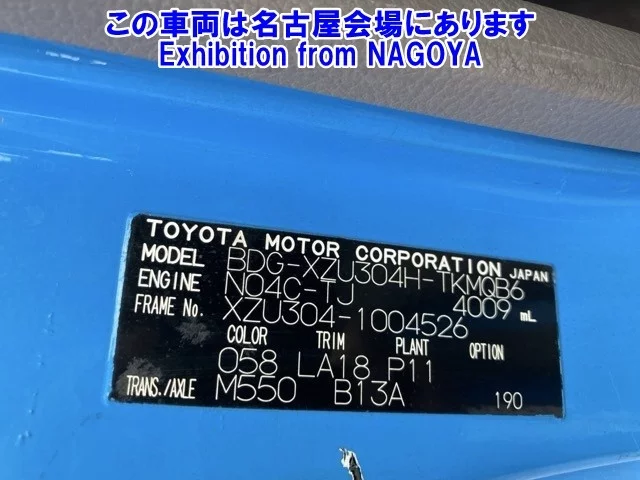 この車両は名古屋会場にあります
Exhibition from NAGOYA
TOYOTA MOTOR CORPORATION JAPAN
MODEL BDG-XZU304H-TKMQB6
ENGINE N04C-TJ 4009 mL
FRAME No. XZU304-1004526
COLOR TRIM PLANT OPTION
058 LA18 P11
TRANS./AXLE M550 B13A 190